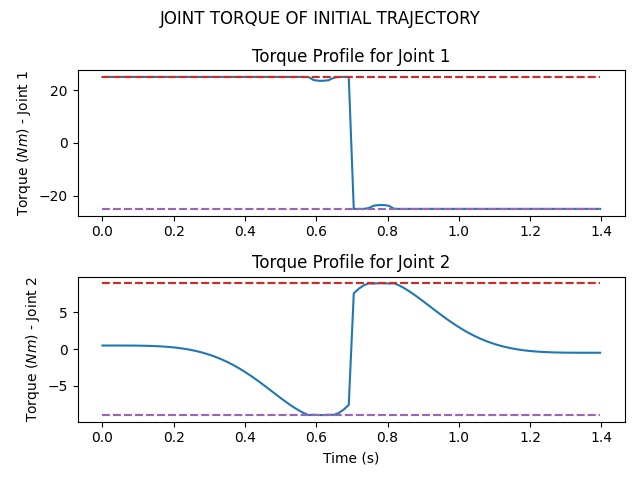 JOINT TORQUE OF INITIAL TRAJECTORY
Torque Profile for Joint 1
Torque (Nm) - Joint 1
20
0
−20
0.0 0.2 0.4 0.6 0.8 1.0 1.2 1.4
Torque Profile for Joint 2
Torque (Nm) - Joint 2
5
0
−5
0.0 0.2 0.4 0.6 0.8 1.0 1.2 1.4
Time (s)